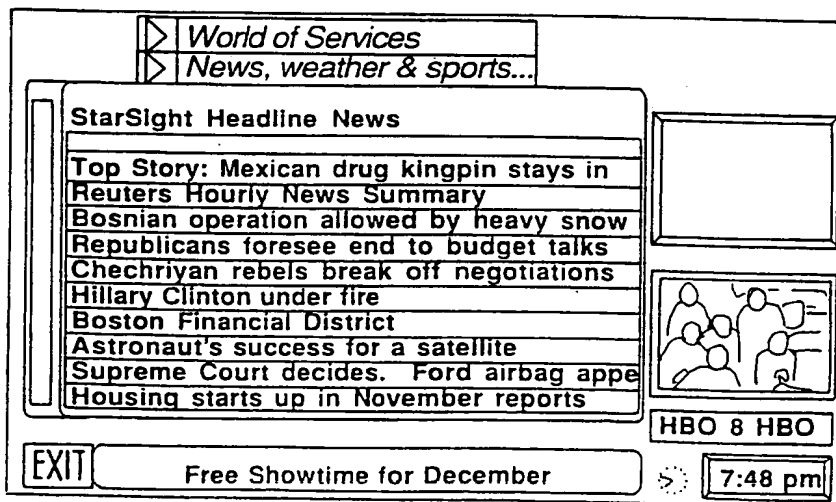 World of Services
News, weather & sports...
StarSight Headline News
Top Story: Mexican drug kingpin stays in
Reuters Hourly News Summary
Bosnian operation allowed by heavy snow
Republicans foresee end to budget talks
Chechriyan rebels break off negotiations
Hillary Clinton under fire
Boston Financial District
Astronaut's success for a satellite
Supreme Court decides. Ford airbag appe
Housing starts up in November reports
HBO 8 HBO
EXIT
Free Showtime for December
7:48 pm